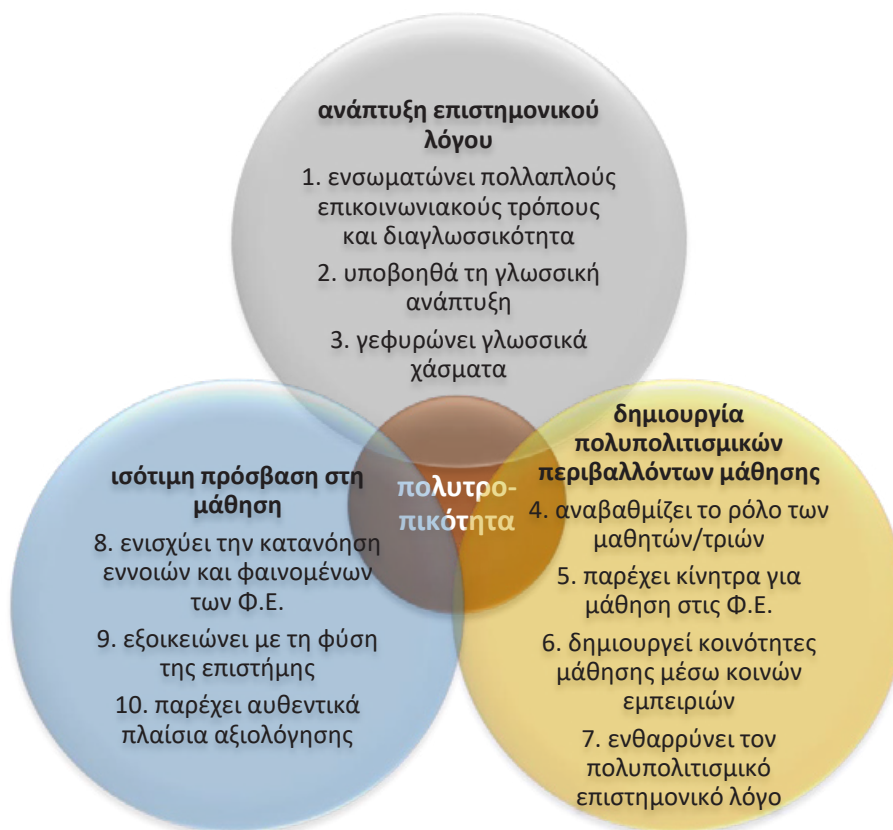 ανάπτυξη επιστημονικού
λόγου
1. ενσωματώνει πολλαπλούς
επικοινωνιακούς τρόπους
και διαγλωσσικότητα
2. υποβοηθά τη γλωσσική
ανάπτυξη
3. γεφυρώνει γλωσσικά
χάσματα
πολυτρο-
πικότητα
δημιουργία
πολυπολιτισμικών
περιβαλλόντων μάθησης
4. αναβαθμίζει το ρόλο των
μαθητών/τριών
5. παρέχει κίνητρα για
μάθηση στις Φ.Ε.
6. δημιουργεί κοινότητες
μάθησης μέσω κοινών
εμπειριών
7. ενθαρρύνει τον
πολυπολιτισμικό
επιστημονικό λόγο
ισότιμη πρόσβαση στη
μάθηση
8. ενισχύει την κατανόηση
εννοιών και φαινομένων
των Φ.Ε.
9. εξοικειώνει με τη φύση
της επιστήμης
10. παρέχει αυθεντικά
πλαίσια αξιολόγησης